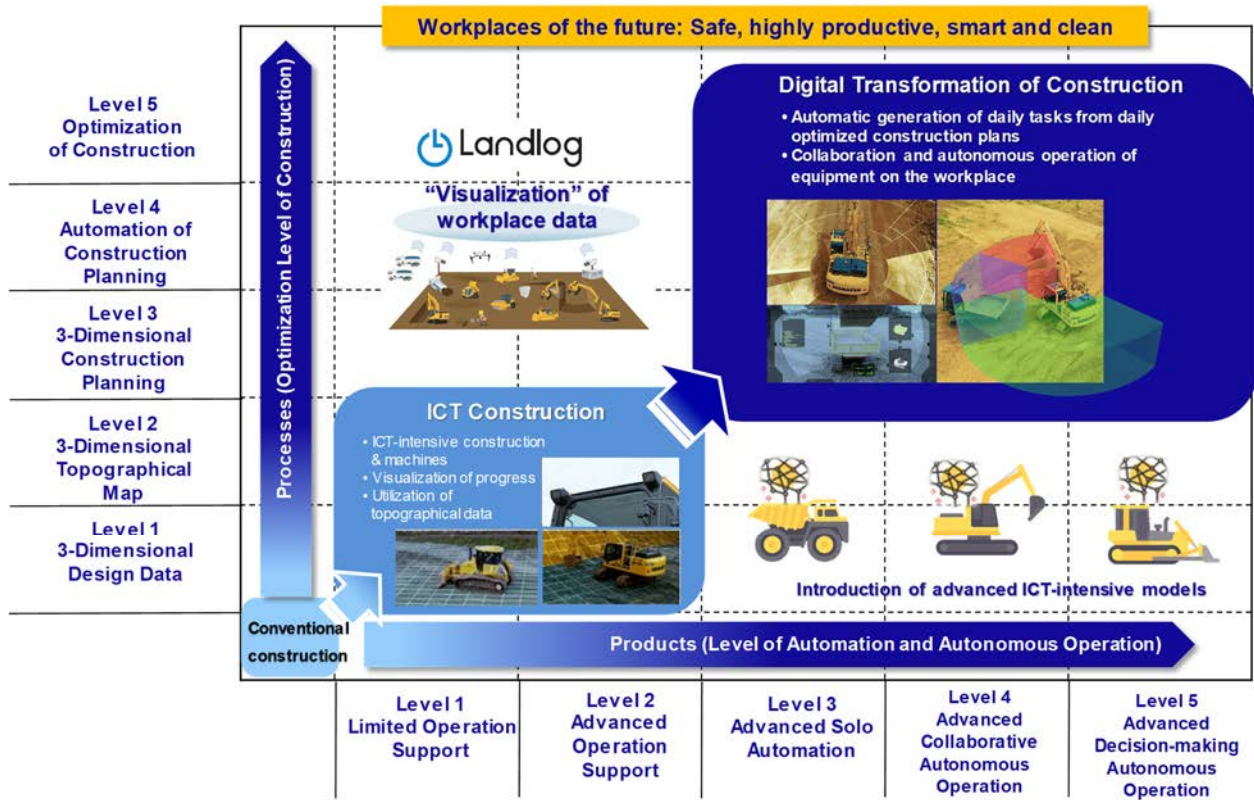 Workplaces of the future: Safe, highly productive, smart and clean
Level 5
Optimization
of Construction
Level 4
Automation of
Construction
Planning
Level 3
3-Dimensional
Construction
Planning
Level 2
3-Dimensional
Topographical
Map
Level 1
3-Dimensional
Design Data
Processes (Optimization Level of Construction)
Landlog
“Visualization” of
workplace data
Digital Transformation of Construction
• Automatic generation of daily tasks from daily
optimized construction plans
• Collaboration and autonomous operation of
equipment on the workplace
ICT Construction
• ICT-intensive construction
& machines
• Visualization of progress
• Utilization of
topographical data
Introduction of advanced ICT-intensive models
Conventional
construction
Products (Level of Automation and Autonomous Operation)
Level 1
Limited Operation
Support
Level 2
Advanced
Operation
Support
Level 3
Advanced Solo
Automation
Level 4
Advanced
Collaborative
Autonomous
Operation
Level 5
Advanced
Decision-making
Autonomous
Operation